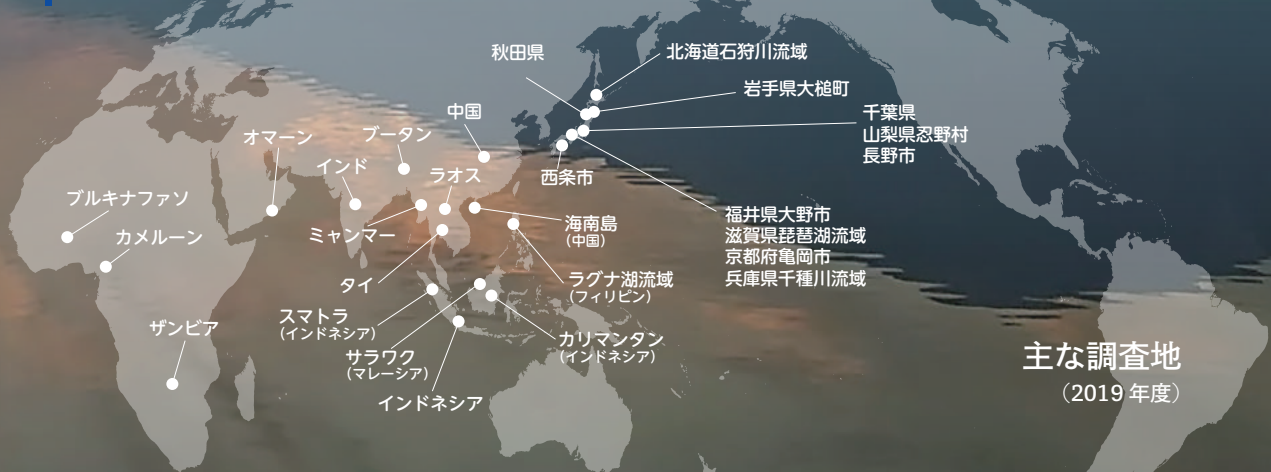 秋田県
北海道石狩川流域
岩手県大槌町
千葉県
山梨県忍野村
長野市
中国
オマーン
ブータン
インド
ラオス
西条市
ブルキナファソ
カメルーン
ミャンマー
海南島
（中国）
福井県大野市
滋賀県琵琶湖流域
京都府亀岡市
兵庫県千種川流域
タイ
ラグナ湖流域
（フィリピン）
スマトラ
（インドネシア）
ザンビア
サラワク
（マレーシア）
カリマンタン
（インドネシア）
インドネシア
主な調査地
（2019 年度）